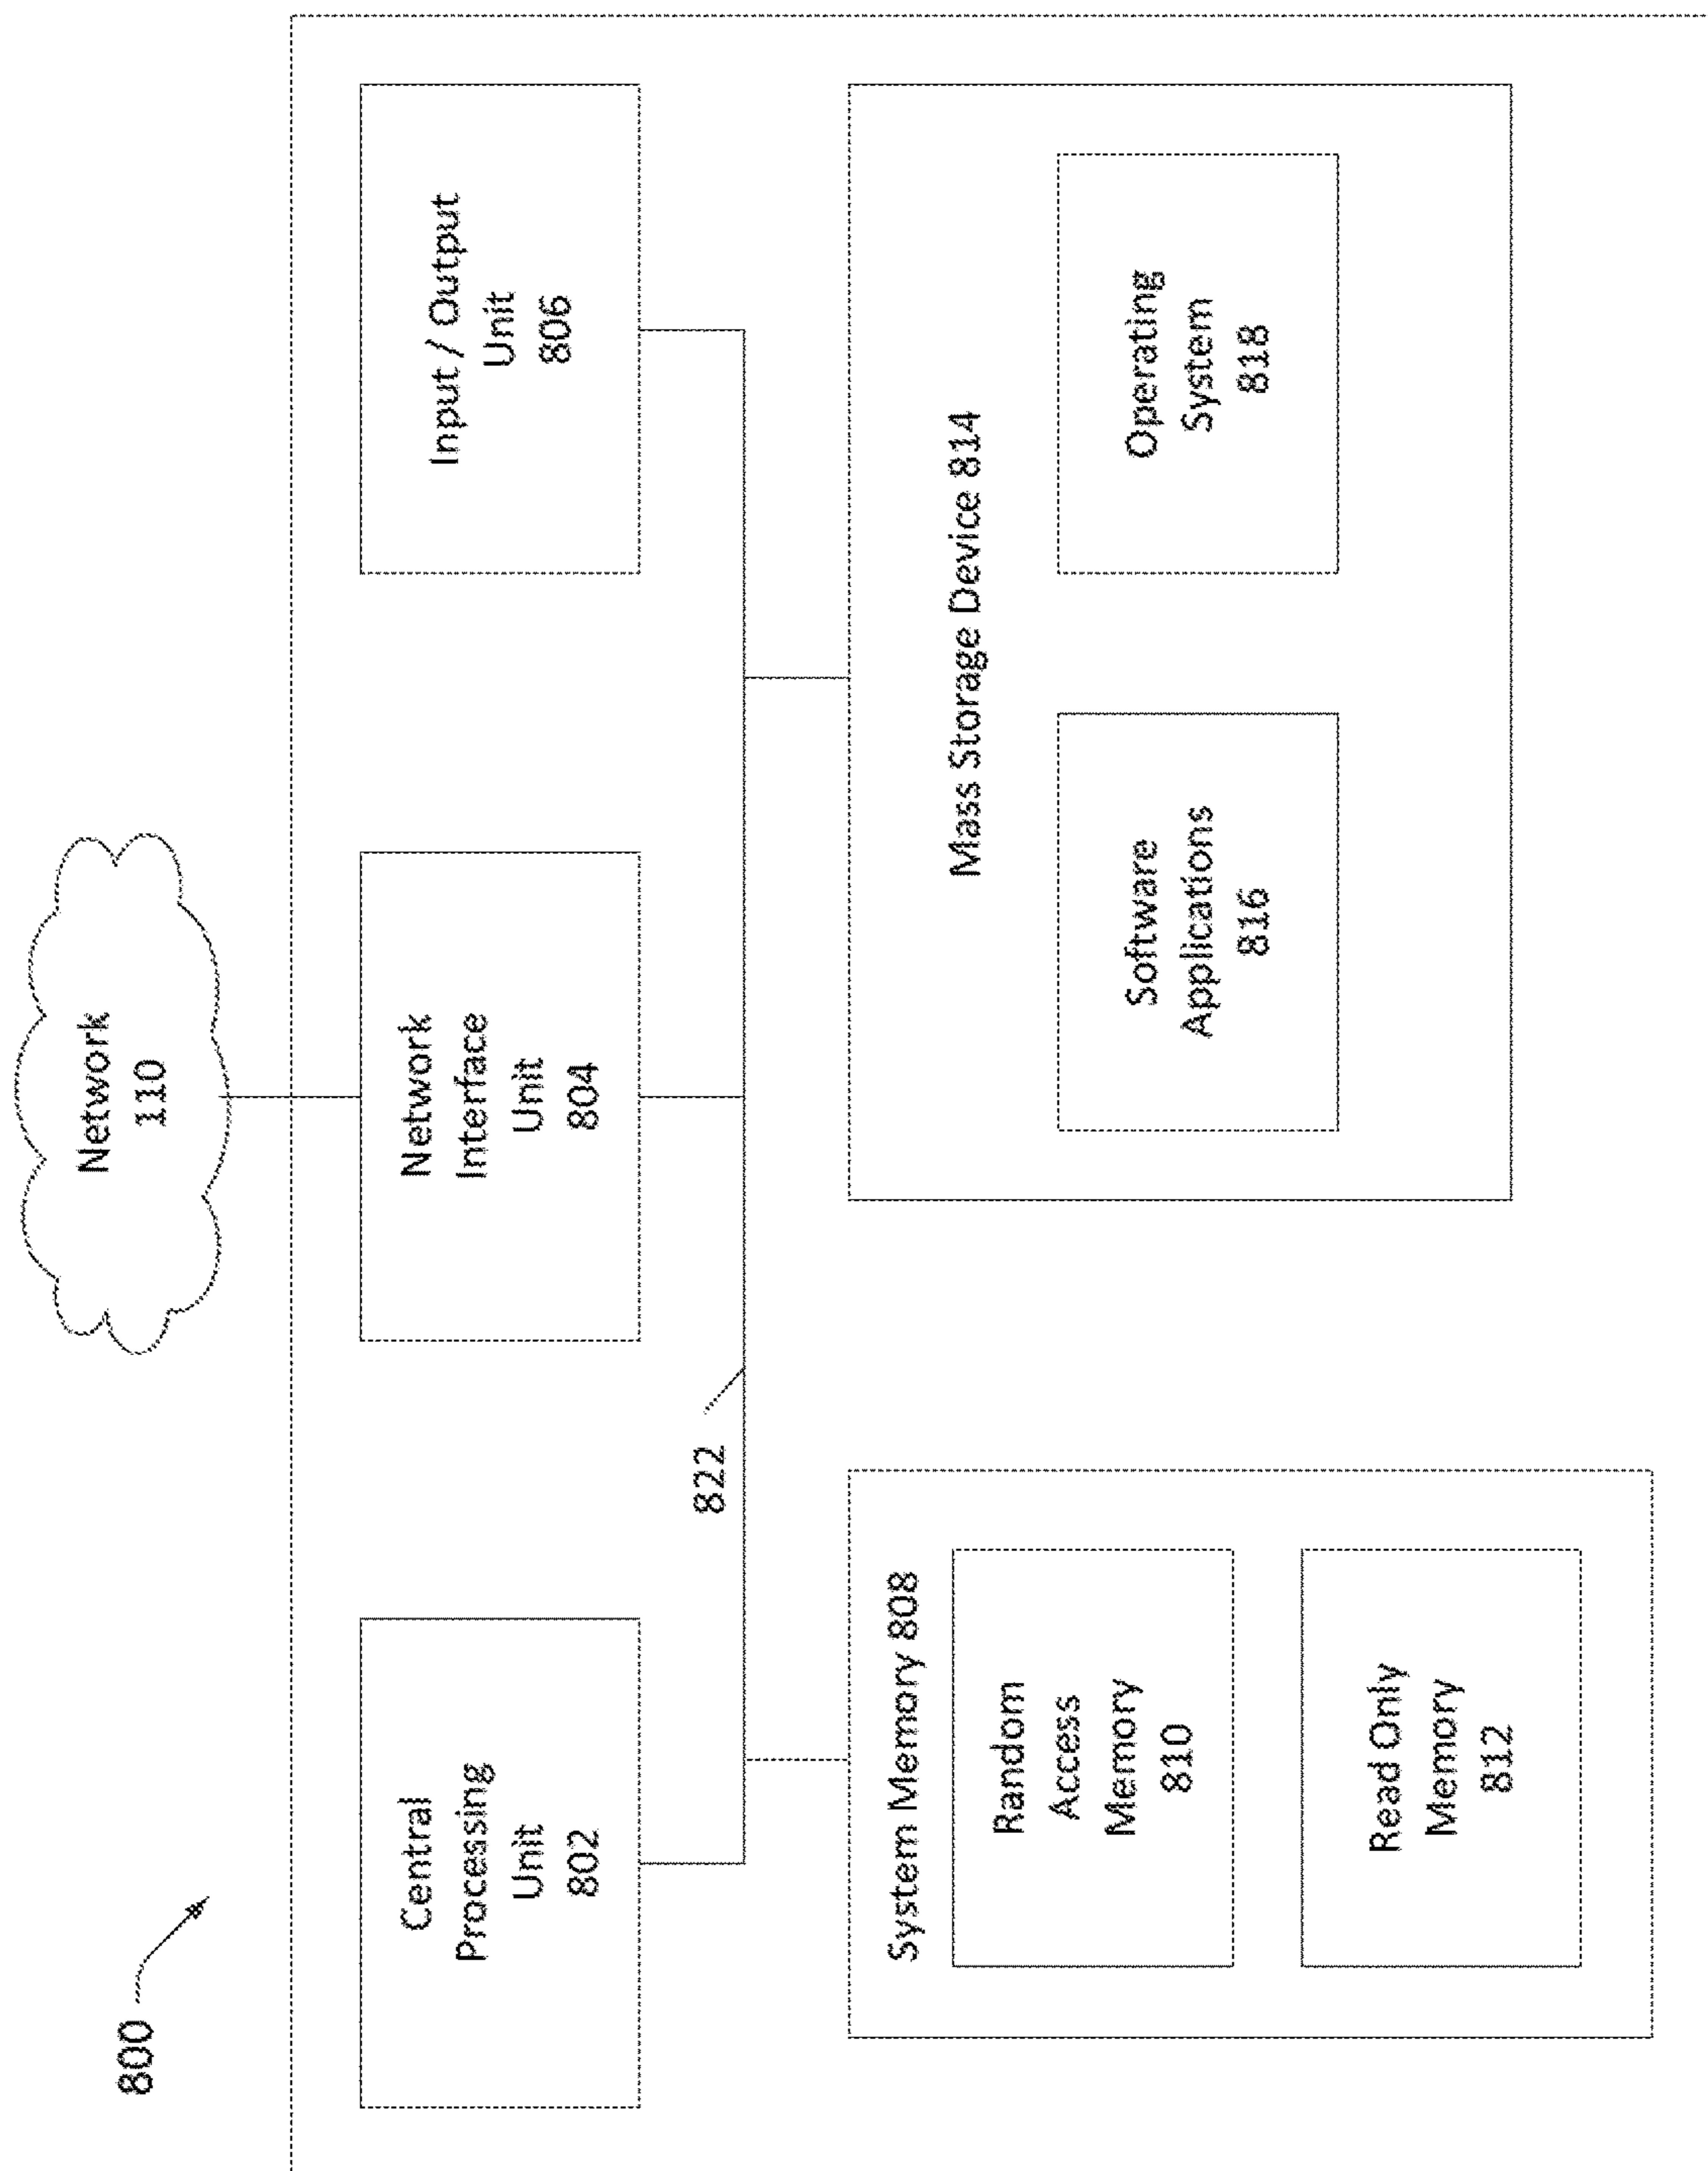 800
Network
110
Central
Processing
Unit
802
Network
Interface
Unit
804
Input / Output
Unit
806
822
System Memory 808
Random
Access
Memory
810
Read Only
Memory
812
Mass Storage Device 814
Software
Applications
816
Operating
System
818